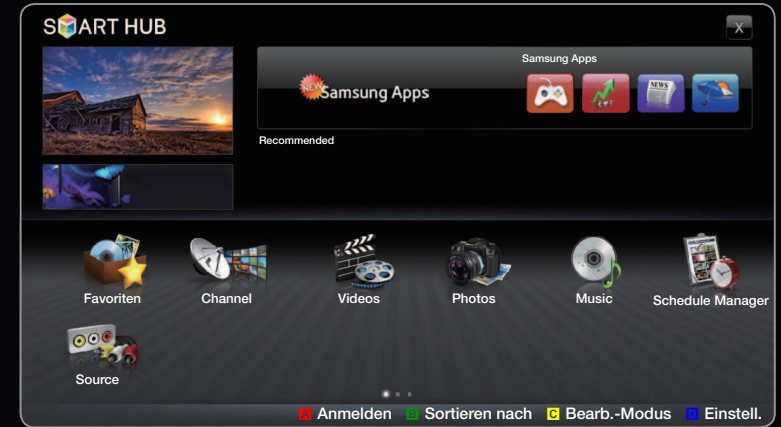 SMART HUB
X
Samsung Apps
NEW
Samsung Apps
NEWS
Recommended
Favoriten
Channel
Videos
Photos
Music
Schedule Manager
Source
A Anmelden B Sortieren nach C Bearb.-Modus D Einstell.